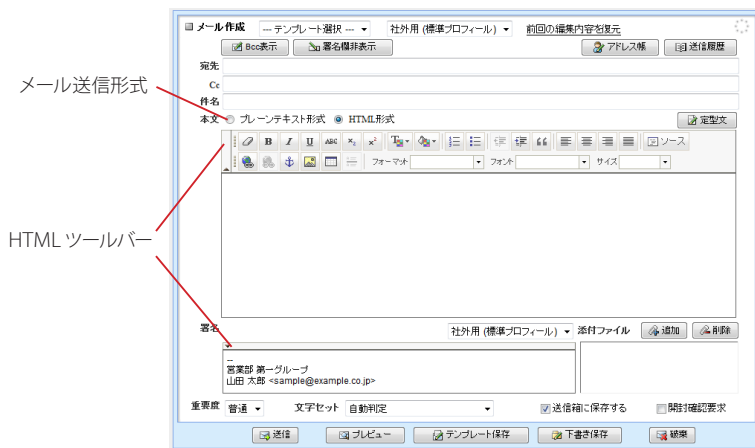 メール作成 --- テンプレート選択 --- 社外用 (標準プロフィール) 前回の編集内容を復元
Bcc表示 署名欄非表示 アドレス帳 送信履歴
宛先
メール送信形式
Cc
件名
本文 プレーンテキスト形式 HTML形式 定型文
B I U ABC ×₂ ×² T ソース
フォーマット フォント サイズ
HTML ツールバー
署名 社外用 (標準プロフィール) 添付ファイル 追加 削除
--
営業部 第一グループ
山田 太郎 <sample@example.co.jp>
重要度 普通 文字セット 自動判定 送信箱に保存する 開封確認要求
送信 プレビュー テンプレート保存 下書き保存 破棄